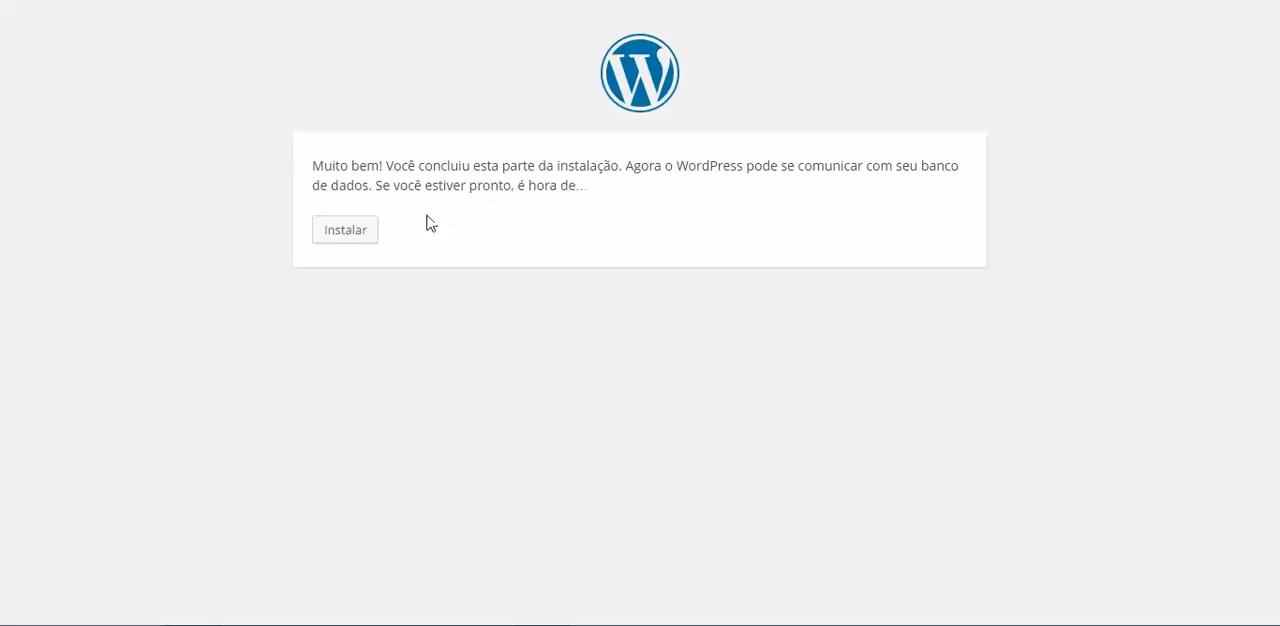 Muito bem! Você concluiu esta parte da instalação. Agora o WordPress pode se comunicar com seu banco
de dados. Se você estiver pronto, é hora de...
Instalar